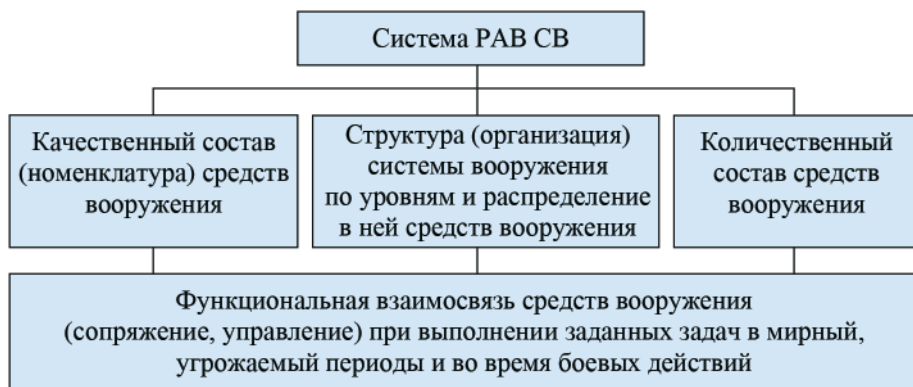 Система РАВ СВ
Качественный состав
(номенклатура) средств
вооружения
Структура (организация)
системы вооружения
по уровням и распределение
в ней средств вооружения
Количественный
состав средств
вооружения
Функциональная взаимосвязь средств вооружения
(сопряжение, управление) при выполнении заданных задач в мирный,
угрожаемый периоды и во время боевых действий